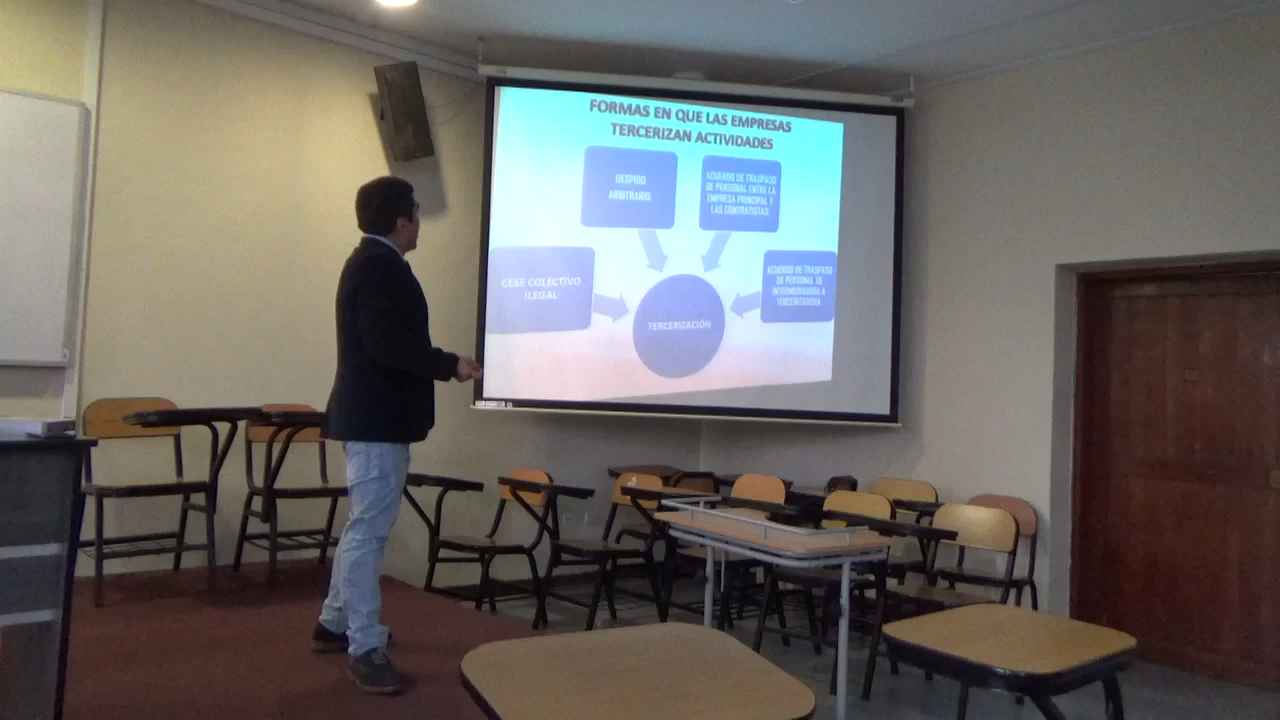 FORMAS EN QUE LAS EMPRESAS
TERCERIZAN ACTIVIDADES
DESPIDO
ARBITRARIO
ACUERDO DE TRASPASO
DE PERSONAL ENTRE LA
EMPRESA PRINCIPAL Y
LAS CONTRATISTAS
CESE COLECTIVO
ILEGAL
ACUERDO DE TRASPASO
DE PERSONAL DE
INTERMEDIADORA A
TERCERIZADORA
TERCERIZACIÓN